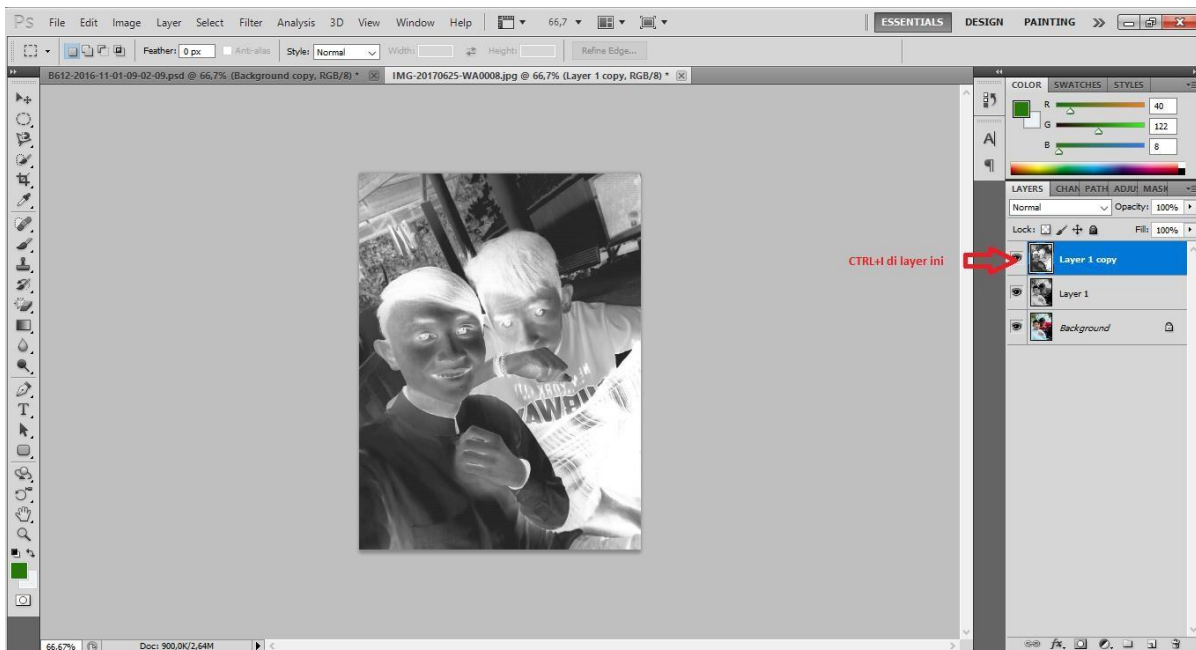 PS File Edit Image Layer Select Filter Analysis 3D View Window Help 66,7 ESSENTIALS DESIGN PAINTING
Feather: 0 px Anti-alias Style: Normal Width: Height: Refine Edge...
B612-2016-11-01-09-02-09.psd @ 66,7% (Background copy, RGB/8) * IMG-20170625-WA0008.jpg @ 66,7% (Layer 1 copy, RGB/8) *
COLOR SWATCHES STYLES
R 40
G 122
B 8
LAYERS CHAN PATH ADJU MASK
Normal Opacity: 100%
Lock: Fill: 100%
CTRL+I di layer ini
Layer 1 copy
Layer 1
Background
66,67% Doc: 900,0K/2,64M